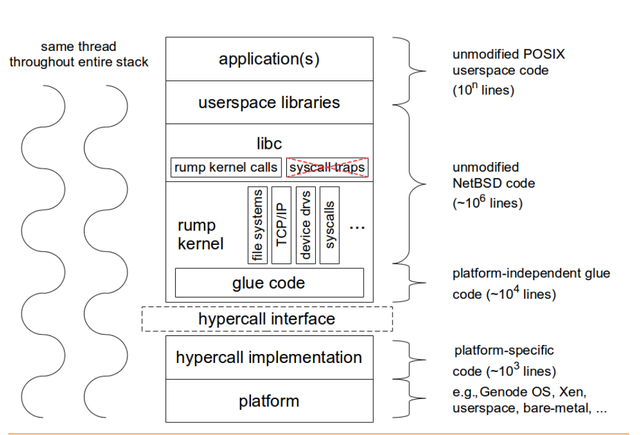 same thread
throughout entire stack
application(s)
userspace libraries
libc
rump kernel calls
syscall traps
rump
kernel
file systems
TCP/IP
device drvs
syscalls
...
glue code
hypercall interface
hypercall implementation
platform
unmodified POSIX
userspace code
(10^n lines)
unmodified
NetBSD code
(~10^6 lines)
platform-independent glue
code (~10^4 lines)
platform-specific
code (~10^3 lines)
e.g., Genode OS, Xen,
userspace, bare-metal, ...